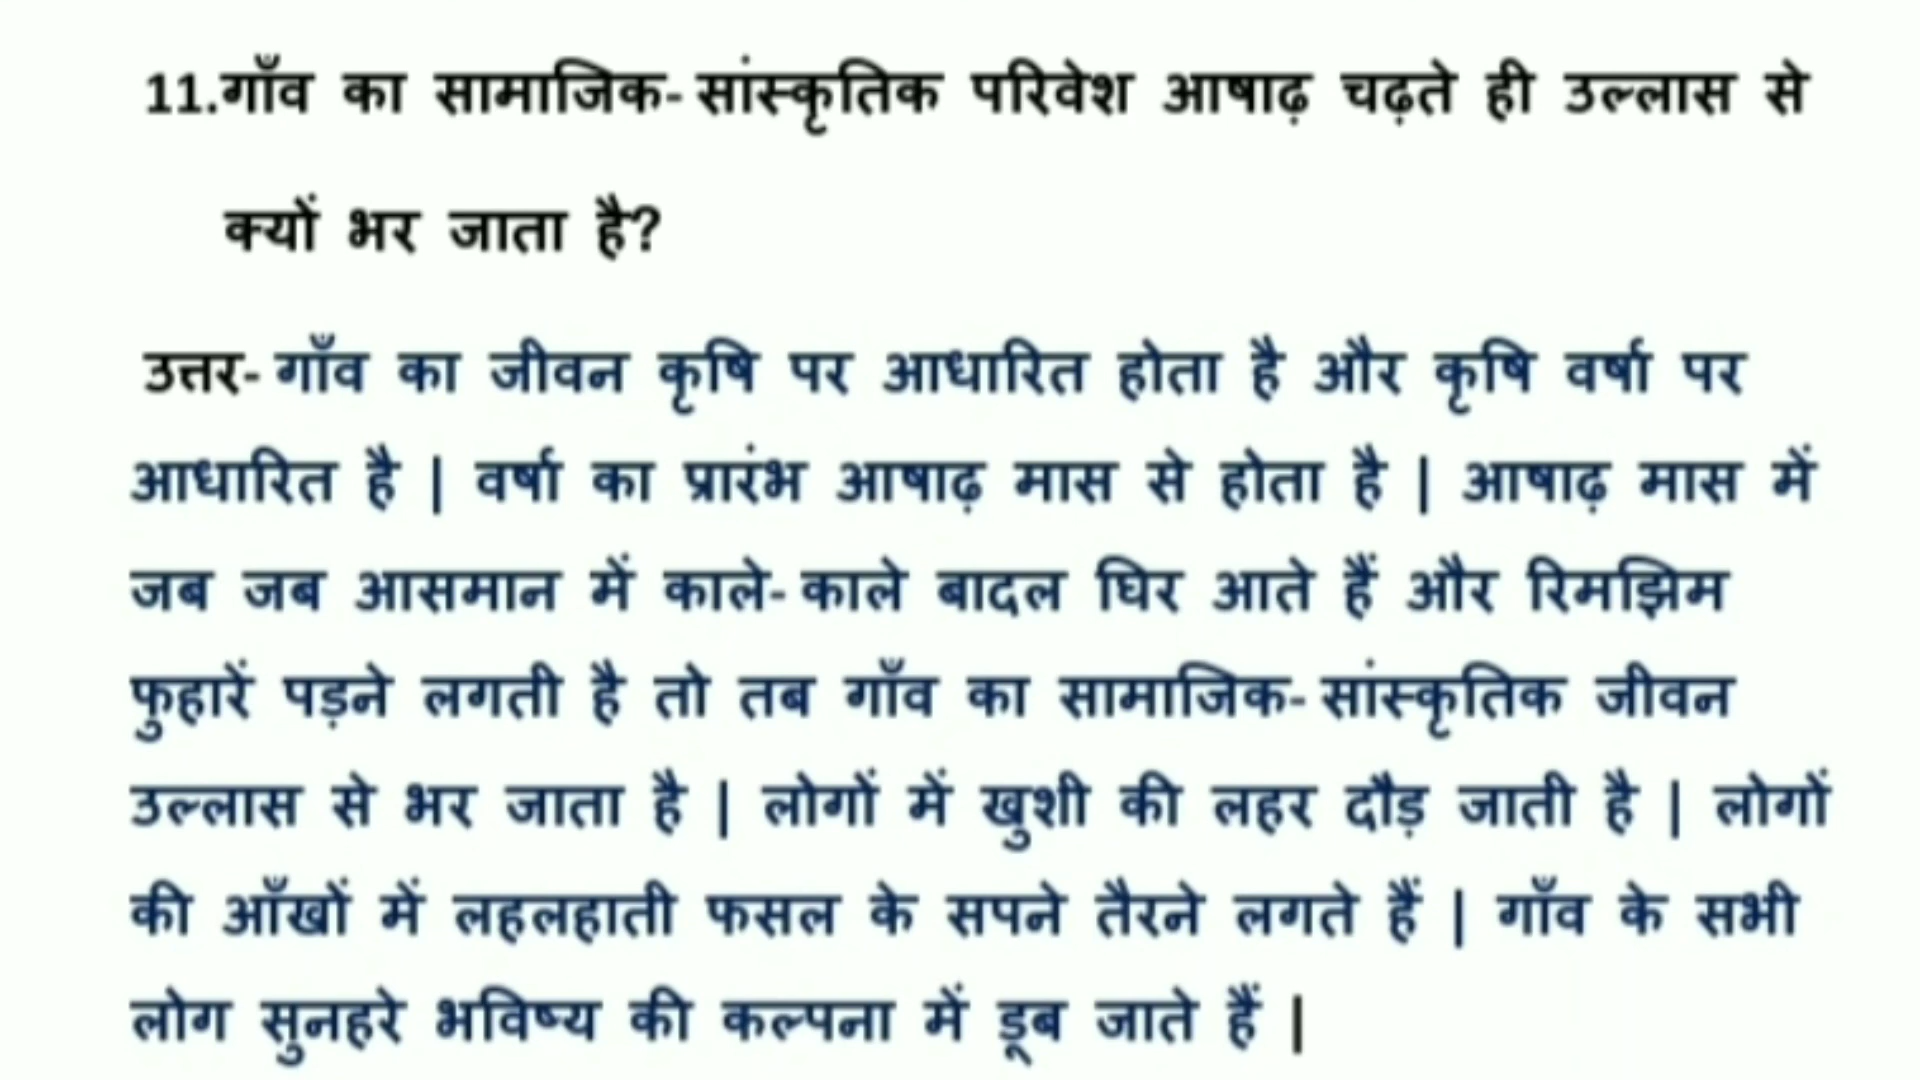 11.गाँव का सामाजिक- सांस्कृतिक परिवेश आषाढ़ चढ़ते ही उल्लास से
क्यों भर जाता है?
उत्तर- गाँव का जीवन कृषि पर आधारित होता है और कृषि वर्षा पर
आधारित है | वर्षा का प्रारंभ आषाढ़ मास से होता है | आषाढ़ मास में
जब जब आसमान में काले- काले बादल घिर आते हैं और रिमझिम
फुहारें पड़ने लगती है तो तब गाँव का सामाजिक- सांस्कृतिक जीवन
उल्लास से भर जाता है | लोगों में खुशी की लहर दौड़ जाती है | लोगों
की आँखों में लहलहाती फसल के सपने तैरने लगते हैं | गाँव के सभी
लोग सुनहरे भविष्य की कल्पना में डूब जाते हैं |